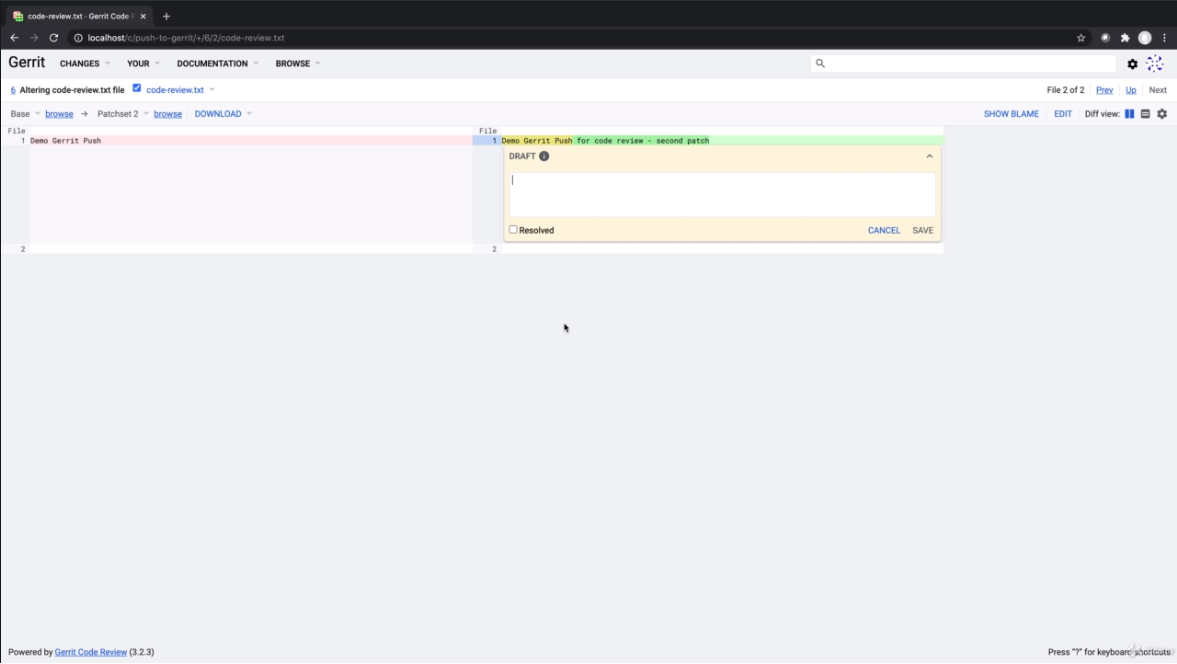 code-review.txt · Gerrit Code R
localhost/c/push-to-gerrit/+/6/2/code-review.txt
Gerrit CHANGES YOUR DOCUMENTATION BROWSE
6 Altering code-review.txt file code-review.txt File 2 of 2 Prev Up Next
Base browse → Patchset 2 browse DOWNLOAD SHOW BLAME EDIT Diff view:
File File
1 Demo Gerrit Push 1 Demo Gerrit Push for code review - second patch
DRAFT
Resolved CANCEL SAVE
2 2
Powered by Gerrit Code Review (3.2.3) Press "?" for keyboard shortcuts